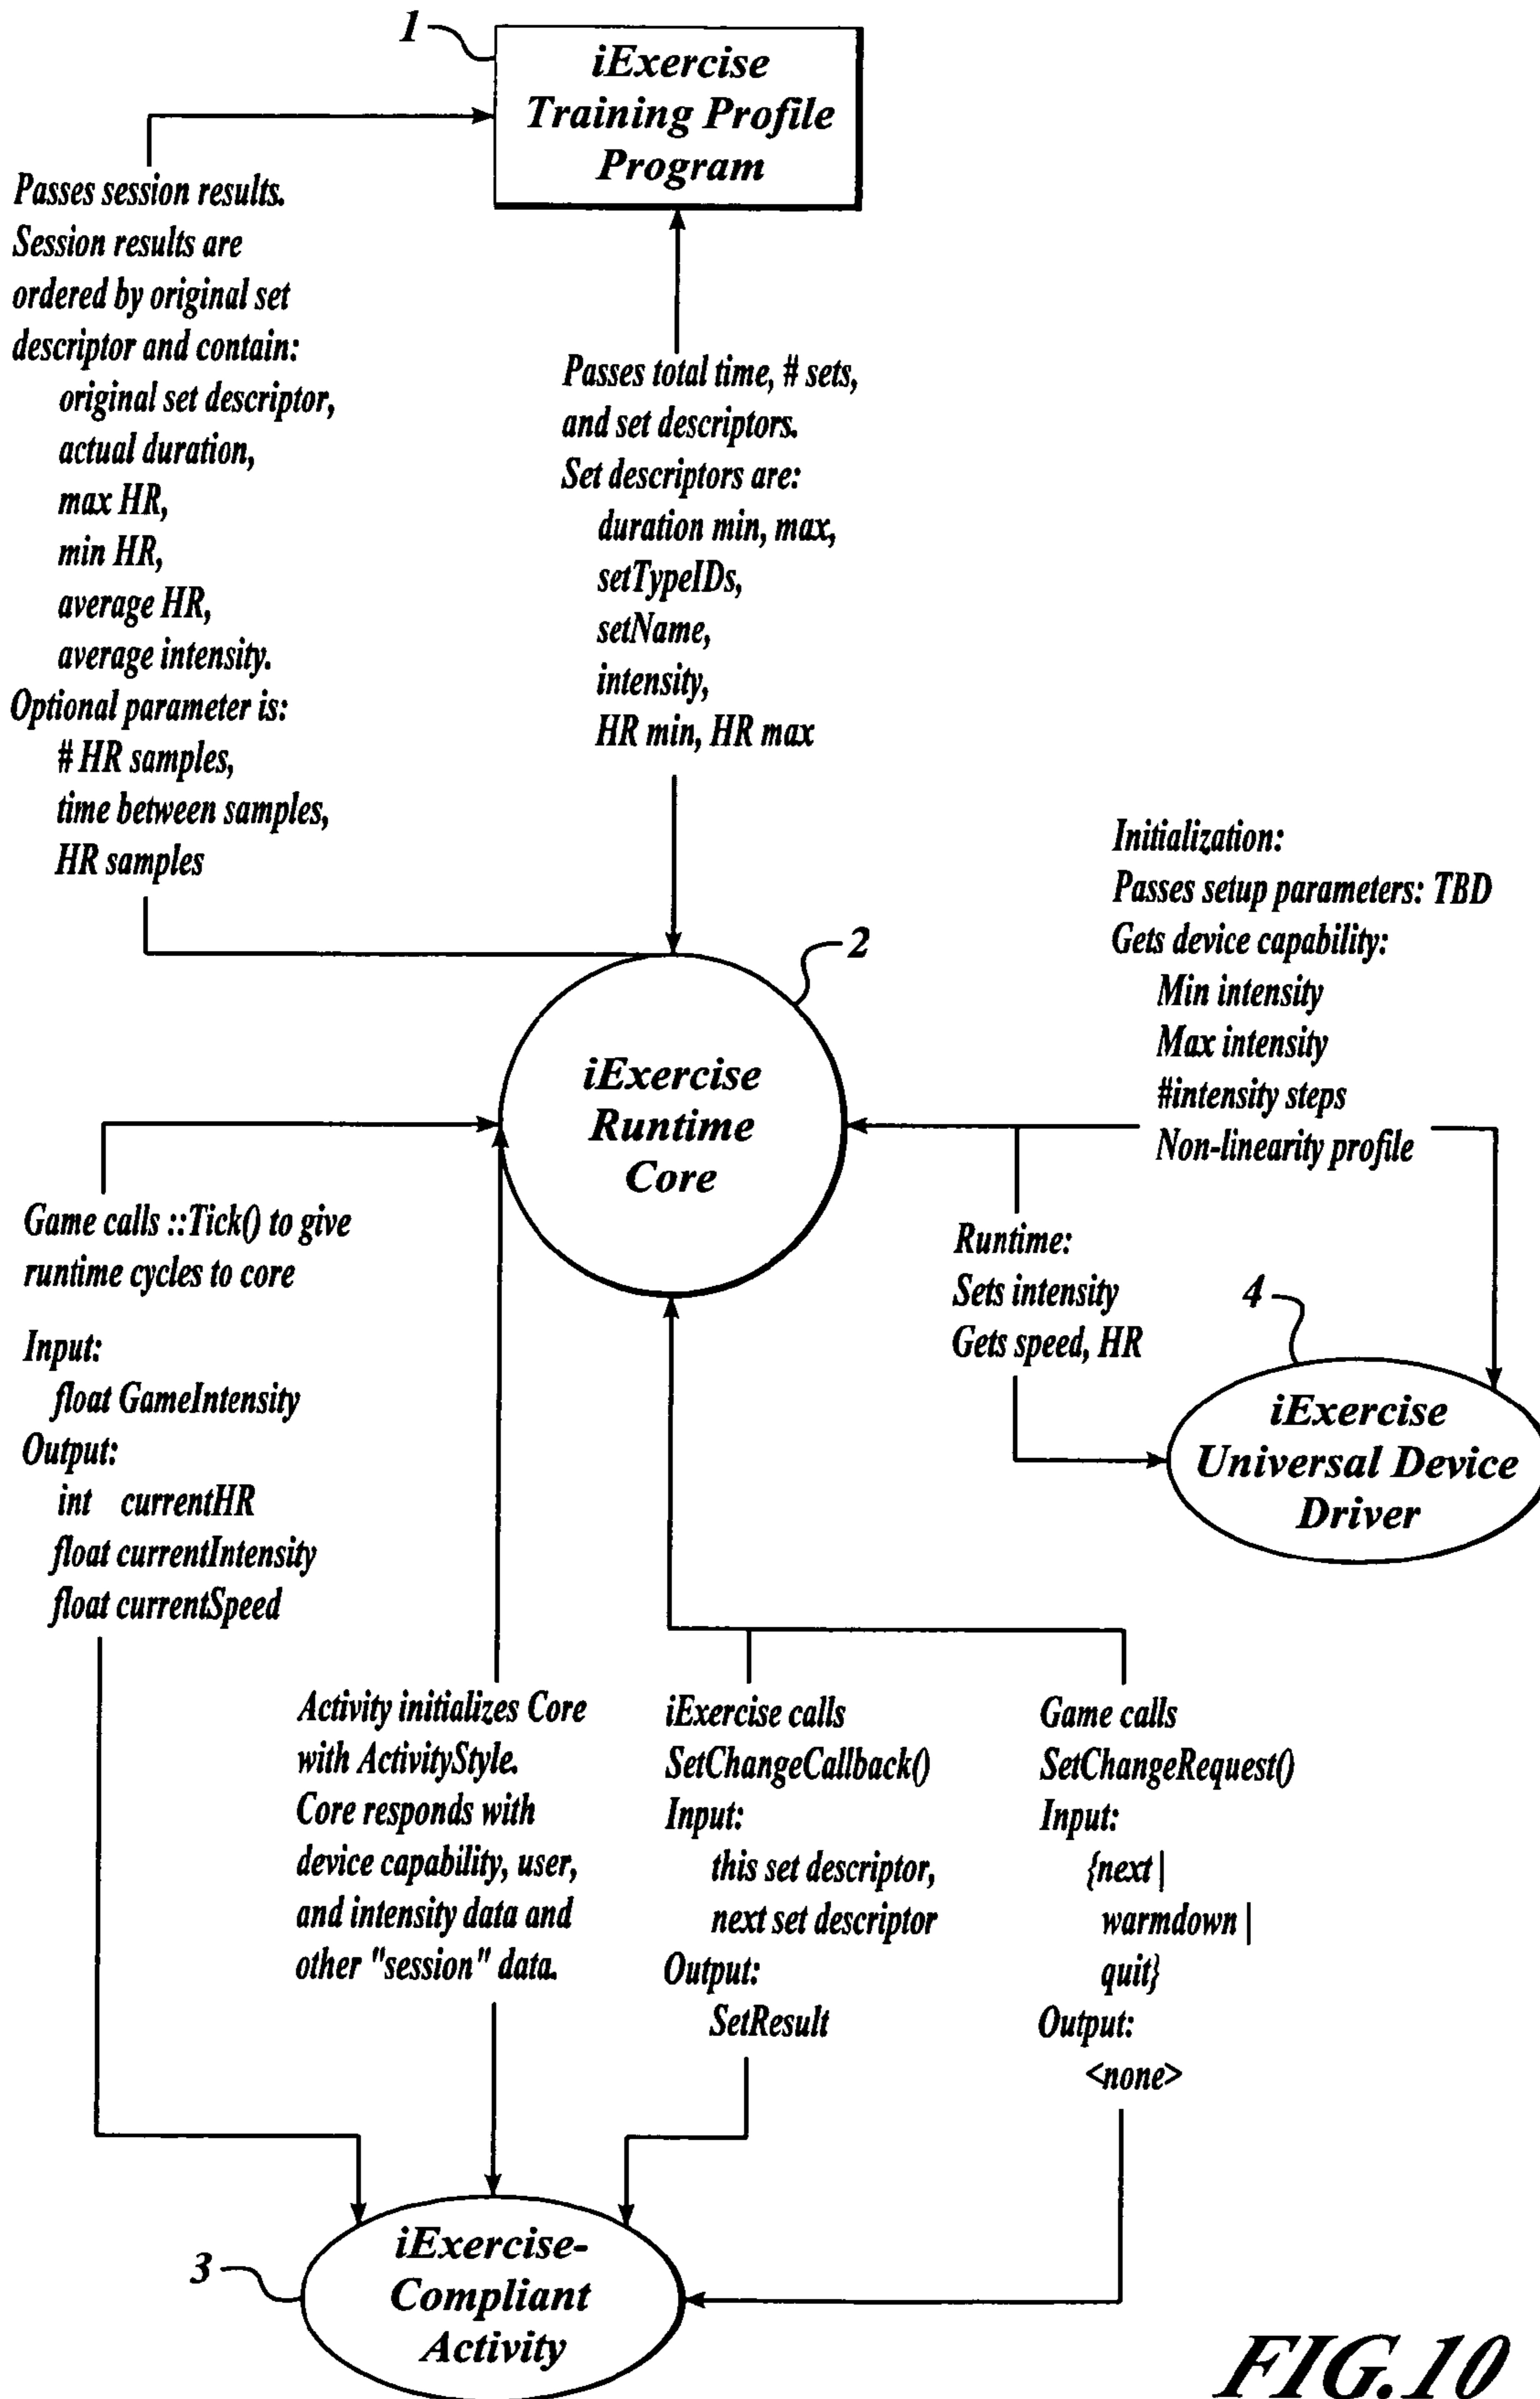 1
iExercise
Training Profile
Program
Passes session results.
Session results are
ordered by original set
descriptor and contain:
original set descriptor,
actual duration,
max HR,
min HR,
average HR,
average intensity.
Optional parameter is:
# HR samples,
time between samples,
HR samples
Passes total time, # sets,
and set descriptors.
Set descriptors are:
duration min, max,
setTypeIDs,
setName,
intensity,
HR min, HR max
Initialization:
Passes setup parameters: TBD
Gets device capability:
Min intensity
Max intensity
#intensity steps
Non-linearity profile
2
iExercise
Runtime
Core
Game calls ::Tick() to give
runtime cycles to core
Input:
float GameIntensity
Output:
int currentHR
float currentIntensity
float currentSpeed
Runtime:
Sets intensity
Gets speed, HR
4
iExercise
Universal Device
Driver
Activity initializes Core
with ActivityStyle.
Core responds with
device capability, user,
and intensity data and
other "session" data.
iExercise calls
SetChangeCallback()
Input:
this set descriptor,
next set descriptor
Output:
SetResult
Game calls
SetChangeRequest()
Input:
{next |
warmdown |
quit}
Output:
<none>
3
iExercise-
Compliant
Activity
FIG.10